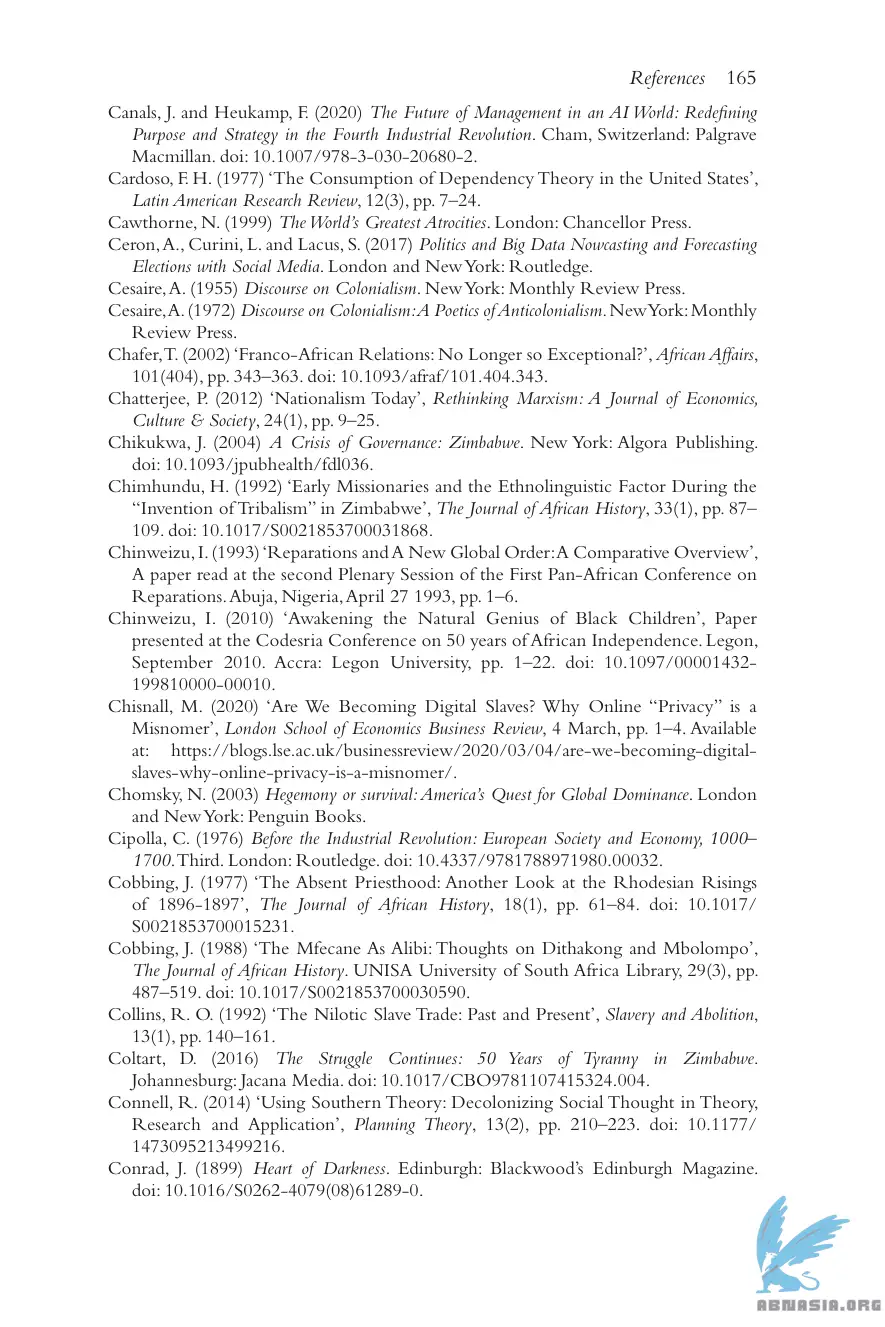 References 165
Canals, J. and Heukamp, F. (2020) The Future of Management in an AI World: Redefining
Purpose and Strategy in the Fourth Industrial Revolution. Cham, Switzerland: Palgrave
Macmillan. doi: 10.1007/978-3-030-20680-2.
Cardoso, F. H. (1977) ‘The Consumption of Dependency Theory in the United States’,
Latin American Research Review, 12(3), pp. 7–24.
Cawthorne, N. (1999) The World’s Greatest Atrocities. London: Chancellor Press.
Ceron, A., Curini, L. and Lacus, S. (2017) Politics and Big Data Nowcasting and Forecasting
Elections with Social Media. London and New York: Routledge.
Cesaire, A. (1955) Discourse on Colonialism. New York: Monthly Review Press.
Cesaire, A. (1972) Discourse on Colonialism: A Poetics of Anticolonialism. New York: Monthly
Review Press.
Chafer, T. (2002) ‘Franco-African Relations: No Longer so Exceptional?’, African Affairs,
101(404), pp. 343–363. doi: 10.1093/afraf/101.404.343.
Chatterjee, P. (2012) ‘Nationalism Today’, Rethinking Marxism: A Journal of Economics,
Culture & Society, 24(1), pp. 9–25.
Chikukwa, J. (2004) A Crisis of Governance: Zimbabwe. New York: Algora Publishing.
doi: 10.1093/jpubhealth/fdl036.
Chimhundu, H. (1992) ‘Early Missionaries and the Ethnolinguistic Factor During the
“Invention of Tribalism” in Zimbabwe’, The Journal of African History, 33(1), pp. 87–
109. doi: 10.1017/S0021853700031868.
Chinweizu, I. (1993) ‘Reparations and A New Global Order: A Comparative Overview’,
A paper read at the second Plenary Session of the First Pan-African Conference on
Reparations. Abuja, Nigeria, April 27 1993, pp. 1–6.
Chinweizu, I. (2010) ‘Awakening the Natural Genius of Black Children’, Paper
presented at the Codesria Conference on 50 years of African Independence. Legon,
September 2010. Accra: Legon University, pp. 1–22. doi: 10.1097/00001432-
199810000-00010.
Chisnall, M. (2020) ‘Are We Becoming Digital Slaves? Why Online “Privacy” is a
Misnomer’, London School of Economics Business Review, 4 March, pp. 1–4. Available
at: https://blogs.lse.ac.uk/businessreview/2020/03/04/are-we-becoming-digital-
slaves-why-online-privacy-is-a-misnomer/.
Chomsky, N. (2003) Hegemony or survival: America’s Quest for Global Dominance. London
and New York: Penguin Books.
Cipolla, C. (1976) Before the Industrial Revolution: European Society and Economy, 1000–
1700. Third. London: Routledge. doi: 10.4337/9781788971980.00032.
Cobbing, J. (1977) ‘The Absent Priesthood: Another Look at the Rhodesian Risings
of 1896-1897’, The Journal of African History, 18(1), pp. 61–84. doi: 10.1017/
S0021853700015231.
Cobbing, J. (1988) ‘The Mfecane As Alibi: Thoughts on Dithakong and Mbolompo’,
The Journal of African History. UNISA University of South Africa Library, 29(3), pp.
487–519. doi: 10.1017/S0021853700030590.
Collins, R. O. (1992) ‘The Nilotic Slave Trade: Past and Present’, Slavery and Abolition,
13(1), pp. 140–161.
Coltart, D. (2016) The Struggle Continues: 50 Years of Tyranny in Zimbabwe.
Johannesburg: Jacana Media. doi: 10.1017/CBO9781107415324.004.
Connell, R. (2014) ‘Using Southern Theory: Decolonizing Social Thought in Theory,
Research and Application’, Planning Theory, 13(2), pp. 210–223. doi: 10.1177/
1473095213499216.
Conrad, J. (1899) Heart of Darkness. Edinburgh: Blackwood’s Edinburgh Magazine.
doi: 10.1016/S0262-4079(08)61289-0.
ABNASIA.ORG